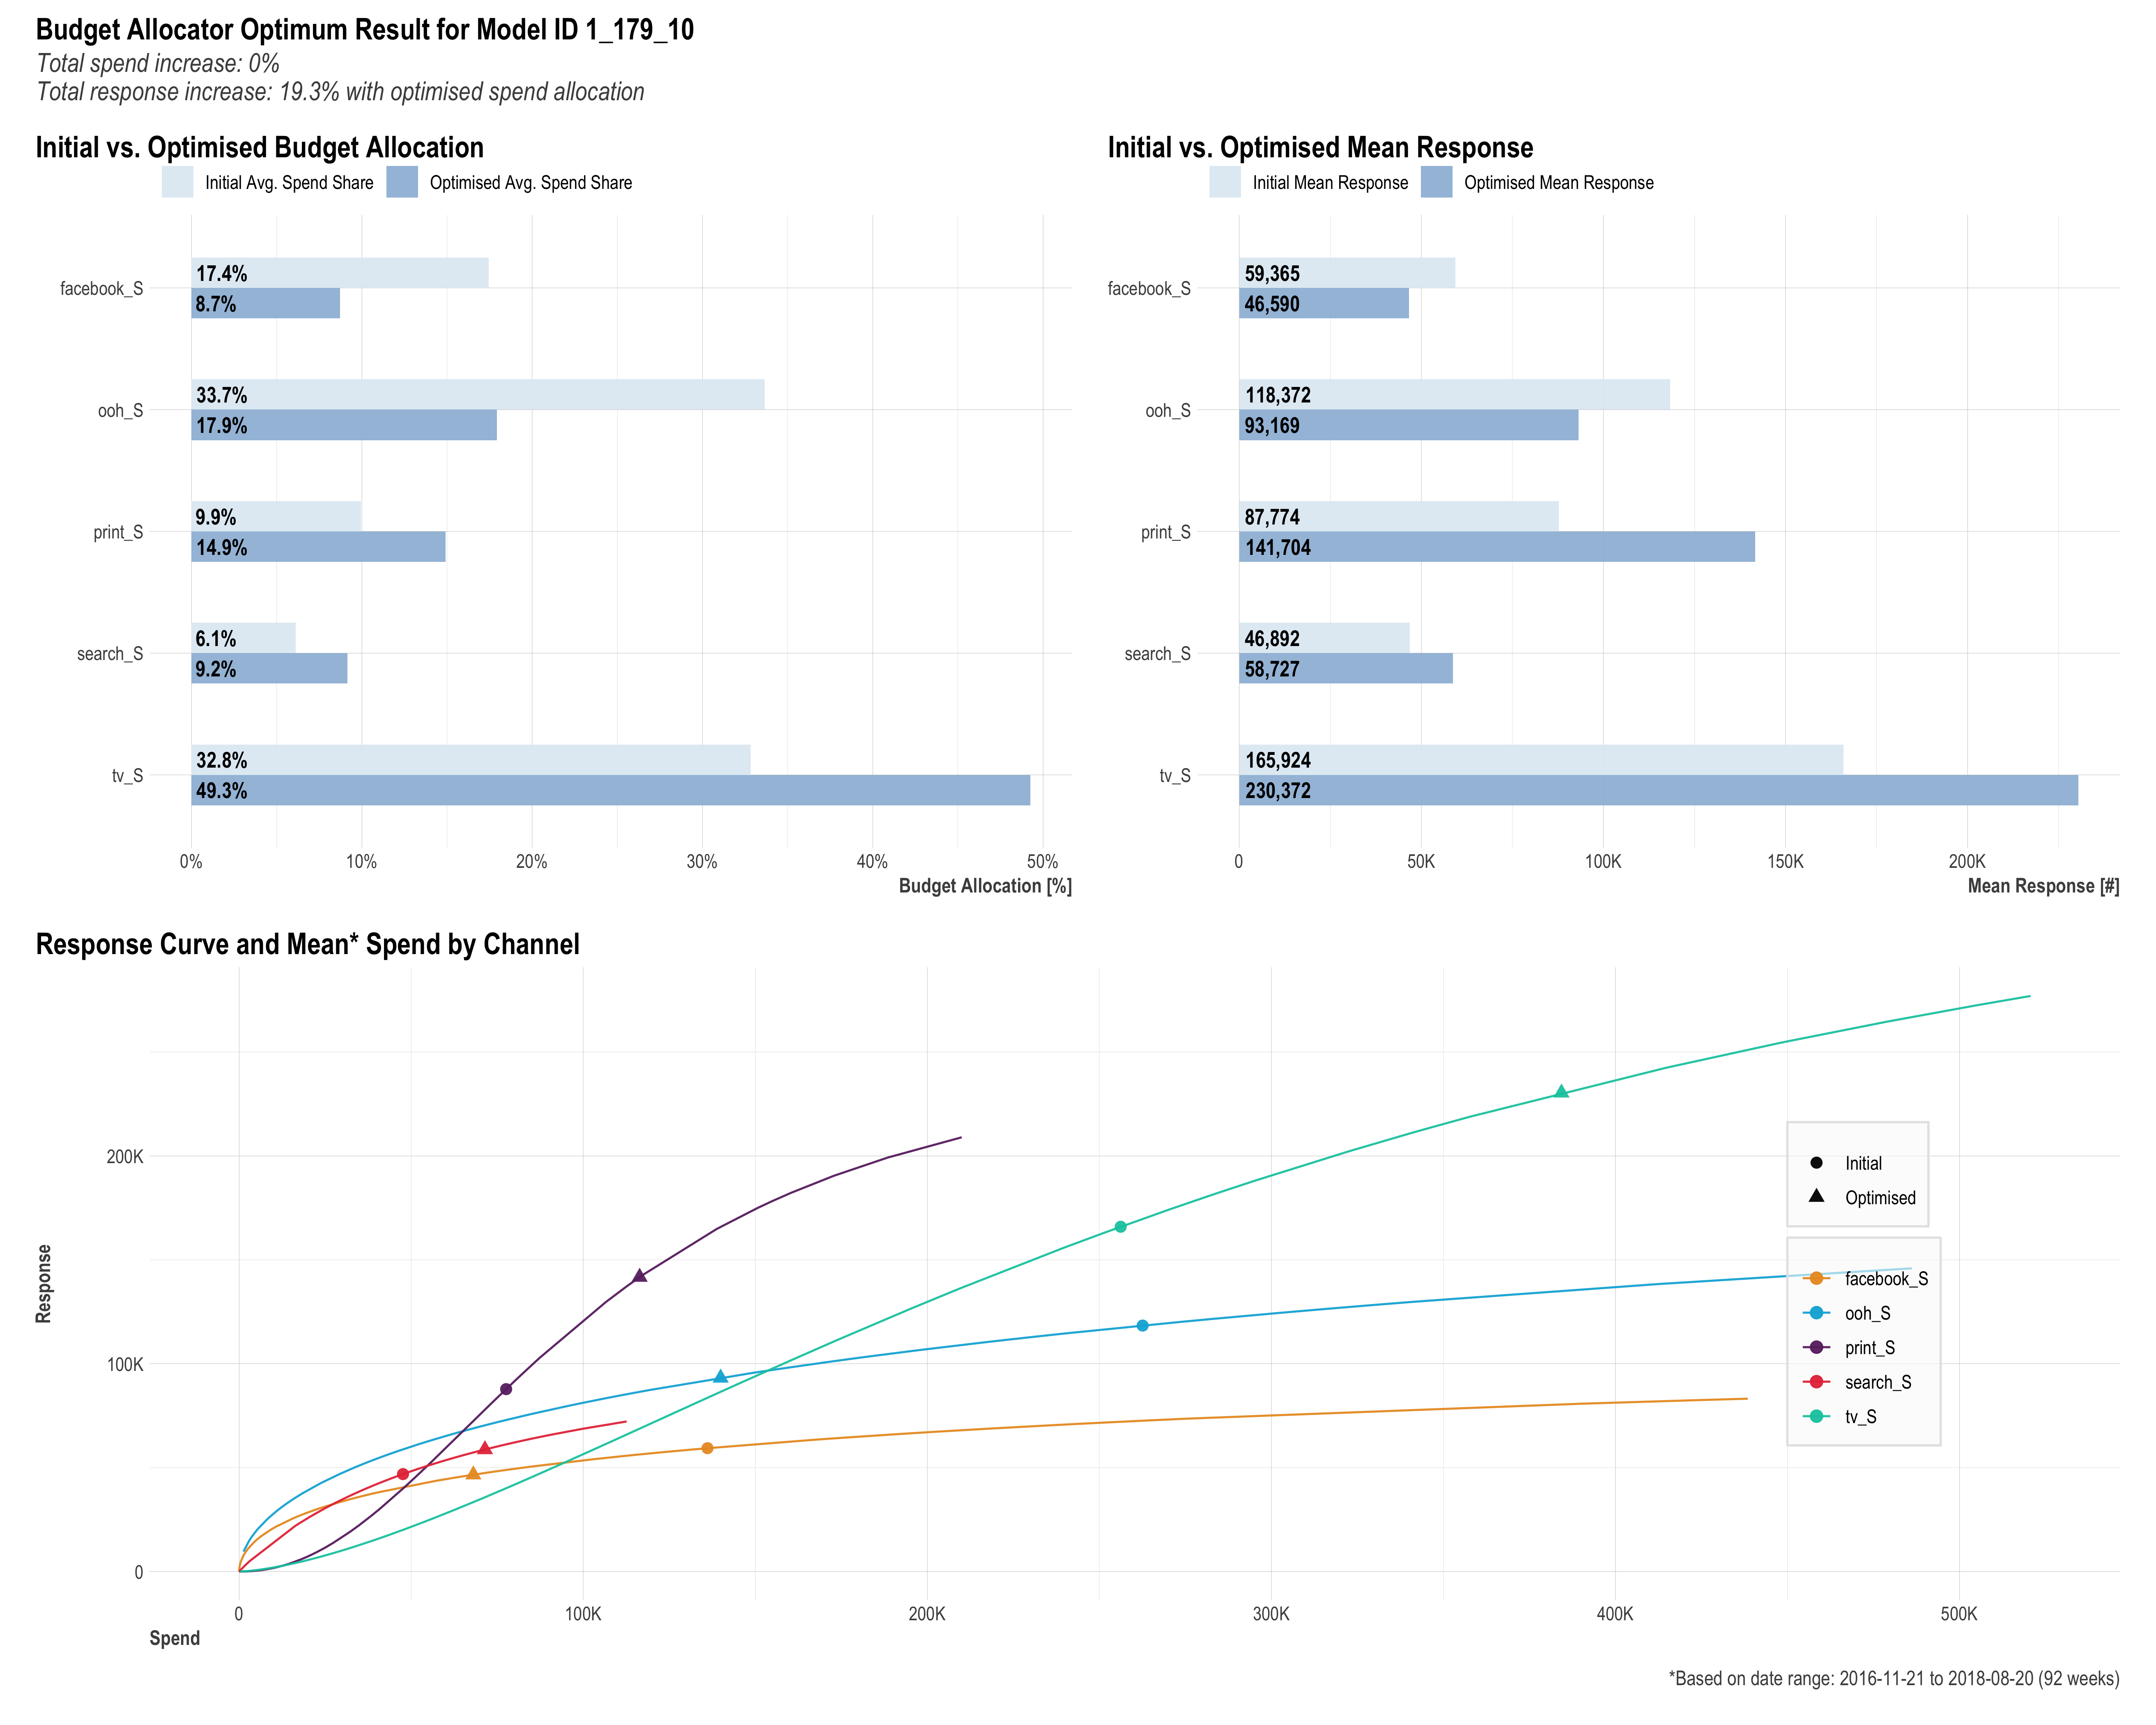 Budget Allocator Optimum Result for Model ID 1_179_10
Total spend increase: 0%
Total response increase: 19.3% with optimised spend allocation
Initial vs. Optimised Budget Allocation
Initial Avg. Spend Share Optimised Avg. Spend Share
facebook_S
17.4%
8.7%
ooh_S
33.7%
17.9%
print_S
9.9%
14.9%
search_S
6.1%
9.2%
tv_S
32.8%
49.3%
0% 10% 20% 30% 40% 50%
Budget Allocation [%]
Initial vs. Optimised Mean Response
Initial Mean Response Optimised Mean Response
facebook_S
59,365
46,590
ooh_S
118,372
93,169
print_S
87,774
141,704
search_S
46,892
58,727
tv_S
165,924
230,372
0 50K 100K 150K 200K
Mean Response [#]
Response Curve and Mean* Spend by Channel
Response
200K
100K
0
0 100K 200K 300K 400K 500K
Spend
Initial
Optimised
facebook_S
ooh_S
print_S
search_S
tv_S
*Based on date range: 2016-11-21 to 2018-08-20 (92 weeks)